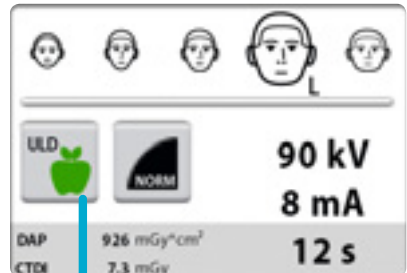 L
ULD
NORM
90 kV
8 mA
DAP 926 mGy*cm²
12 s
CTDI 7.3 mGy